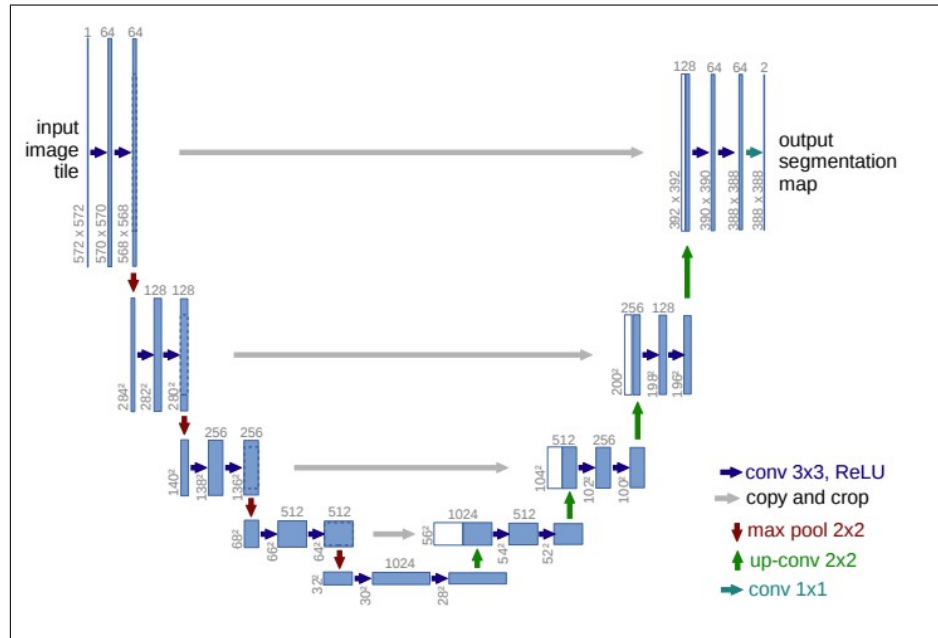 1 64 64
input
image
tile
572 x 572
570 x 570
568 x 568
128 64 64 2
output
segmentation
map
392 x 392
390 x 390
388 x 388
388 x 388
128 128
284²
282²
280²
256 128
200²
198²
196²
256 256
140²
138²
136²
512 256
104²
102²
100²
512 512
68²
66²
64²
1024 512
56²
54²
52²
1024
32²
30²
28²
conv 3x3, ReLU
copy and crop
max pool 2x2
up-conv 2x2
conv 1x1